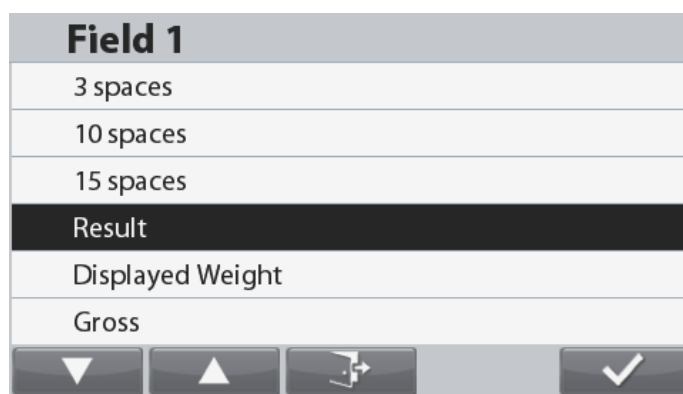 Field 1
3 spaces
10 spaces
15 spaces
Result
Displayed Weight
Gross